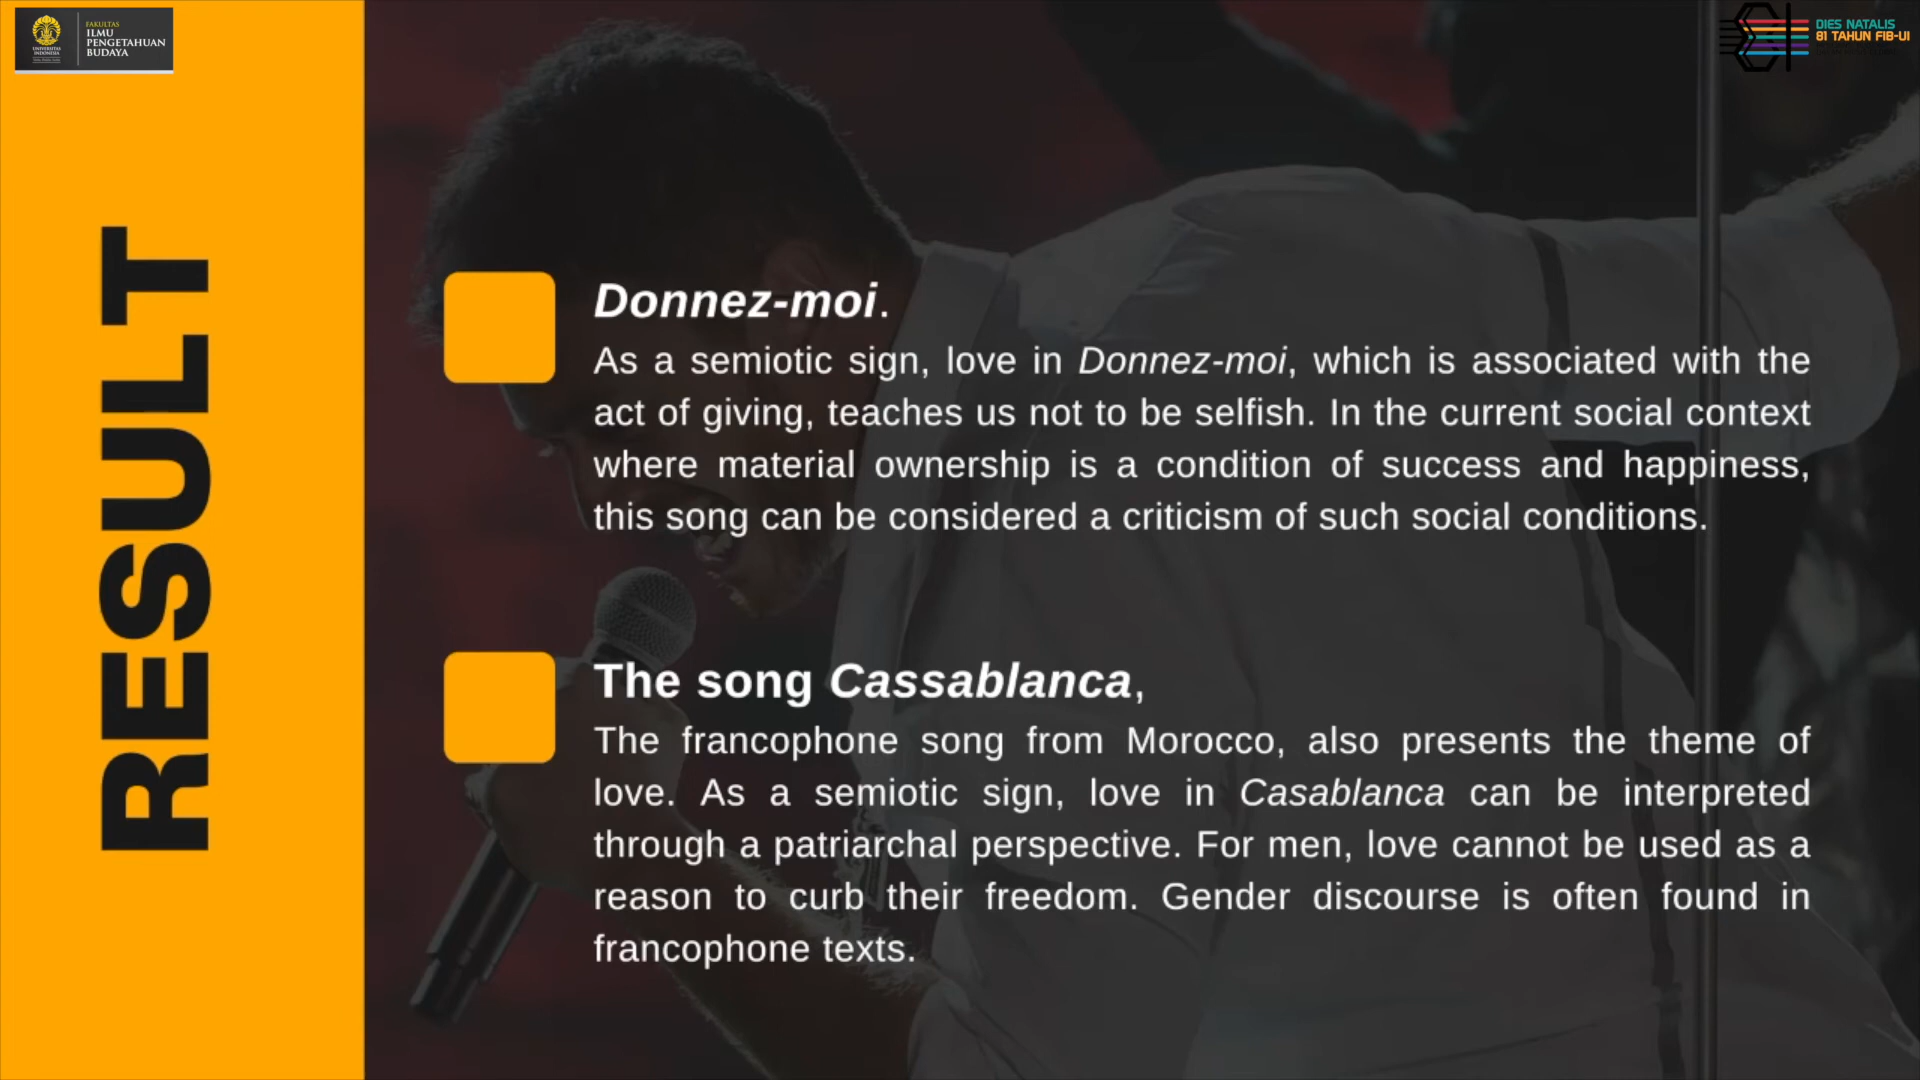 FAKULTAS
ILMU
PENGETAHUAN
BUDAYA
UNIVERSITAS
INDONESIA
DIES NATALIS
81 TAHUN FIB-UI
RESULT
Donnez-moi.
As a semiotic sign, love in Donnez-moi, which is associated with the
act of giving, teaches us not to be selfish. In the current social context
where material ownership is a condition of success and happiness,
this song can be considered a criticism of such social conditions.
The song Cassablanca,
The francophone song from Morocco, also presents the theme of
love. As a semiotic sign, love in Casablanca can be interpreted
through a patriarchal perspective. For men, love cannot be used as a
reason to curb their freedom. Gender discourse is often found in
francophone texts.